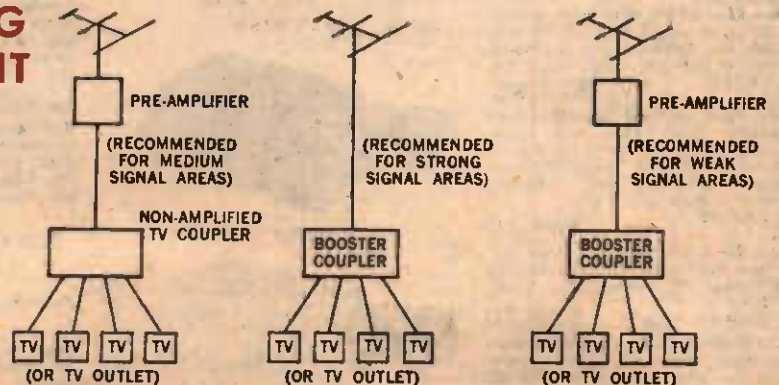 G
IT
PRE-AMPLIFIER
(RECOMMENDED
FOR MEDIUM
SIGNAL AREAS)
NON-AMPLIFIED
TV COUPLER
TV TV TV TV
(OR TV OUTLET)
(RECOMMENDED
FOR STRONG
SIGNAL AREAS)
BOOSTER
COUPLER
TV TV TV TV
(OR TV OUTLET)
PRE-AMPLIFIER
(RECOMMENDED
FOR WEAK
SIGNAL AREAS)
BOOSTER
COUPLER
TV TV TV TV
(OR TV OUTLET)